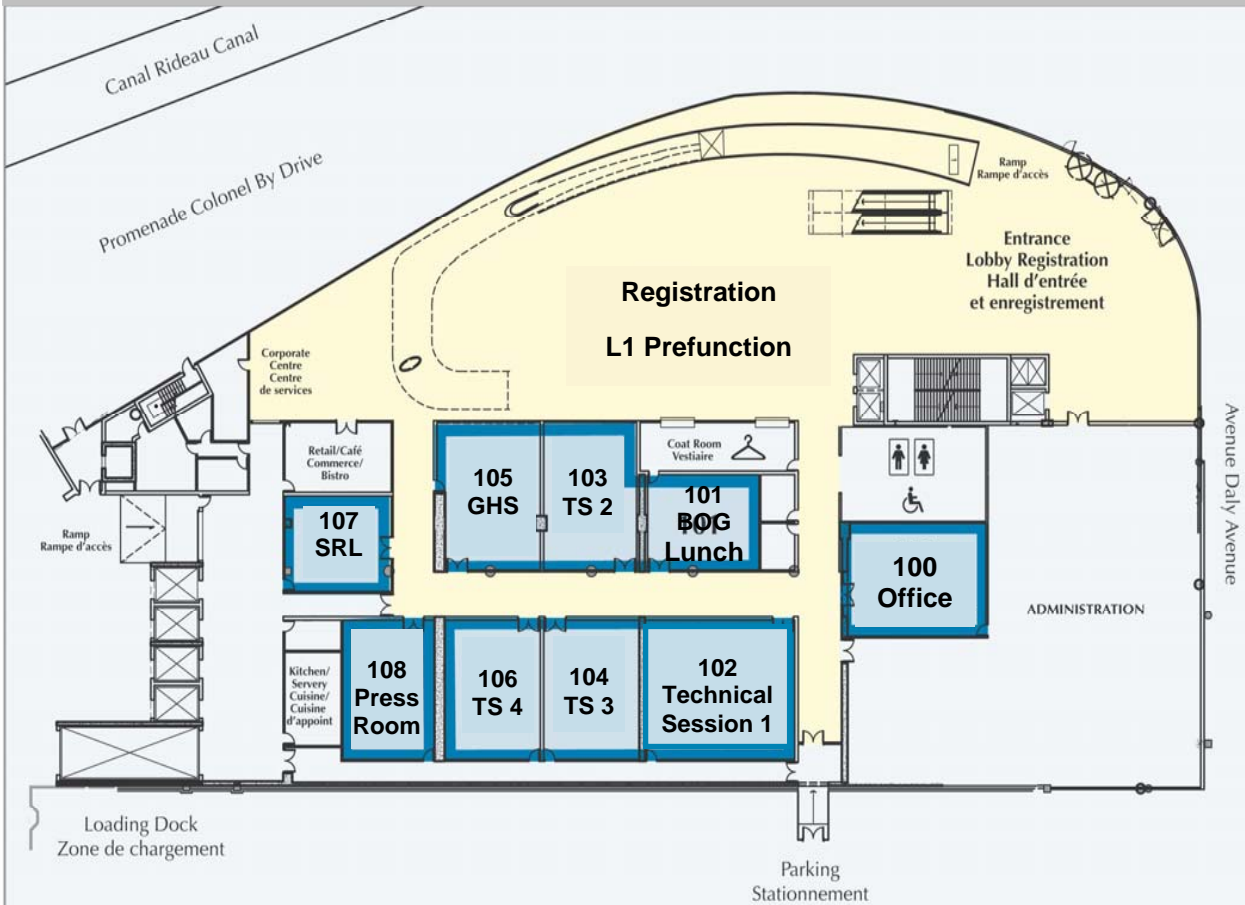 Canal Rideau Canal
Promenade Colonel By Drive
Ramp
Rampe d'accès
Entrance
Lobby Registration
Hall d'entrée
et enregistrement
Registration
L1 Prefunction
Corporate
Centre
Centre
de services
Retail/Café
Commerce/
Bistro
105
GHS
103
TS 2
Coat Room
Vestiaire
101
BOG
Lunch
107
SRL
Ramp
Rampe d'accès
100
Office
ADMINISTRATION
Avenue Daly Avenue
Kitchen/
Servery
Cuisine/
Cuisine
d'appoint
108
Press
Room
106
TS 4
104
TS 3
102
Technical
Session 1
Loading Dock
Zone de chargement
Parking
Stationnement